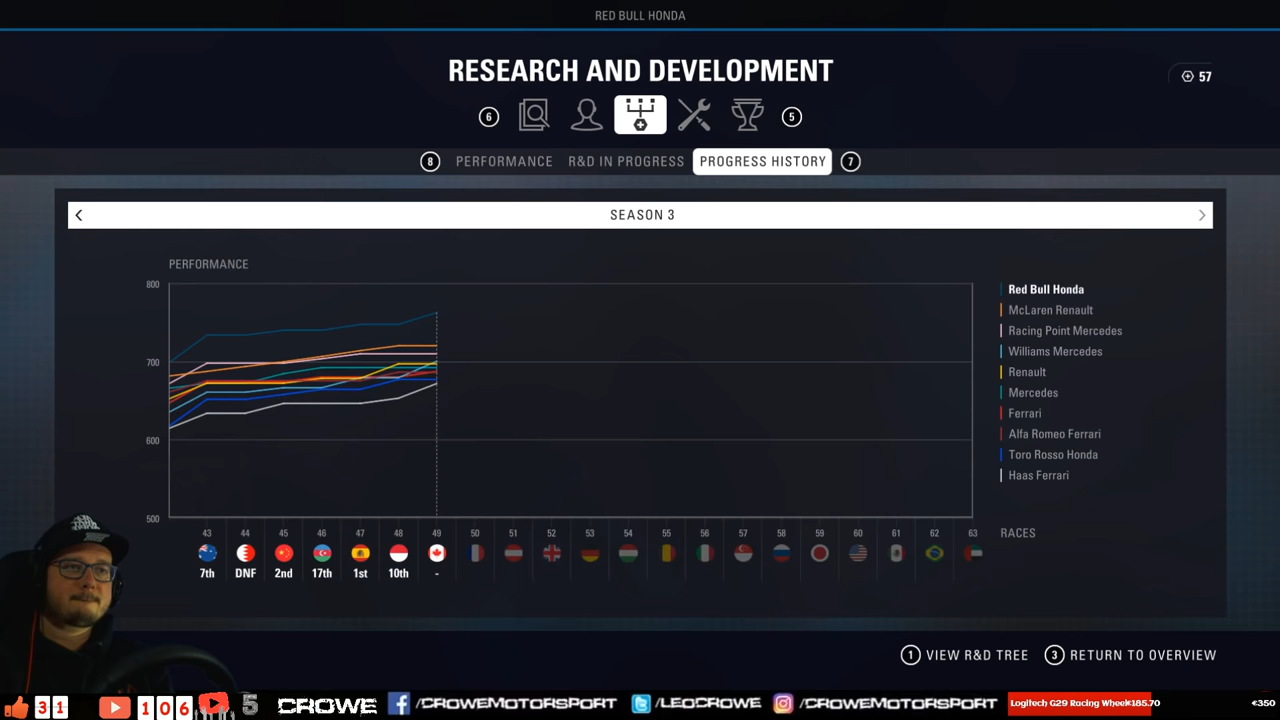 RED BULL HONDA
RESEARCH AND DEVELOPMENT
57
6 5
8 PERFORMANCE R&D IN PROGRESS PROGRESS HISTORY 7
SEASON 3
PERFORMANCE
800
700
600
500
Red Bull Honda
McLaren Renault
Racing Point Mercedes
Williams Mercedes
Renault
Mercedes
Ferrari
Alfa Romeo Ferrari
Toro Rosso Honda
Haas Ferrari
43 44 45 46 47 48 49 50 51 52 53 54 55 56 57 58 59 60 61 62 63 RACES
7th DNF 2nd 17th 1st 10th -
1 VIEW R&D TREE 3 RETURN TO OVERVIEW
31 106 5 CROWE /CROWEMOTORSPORT /LEOCROWE /CROWEMOTORSPORT Logitech G29 Racing Wheel€185.70 €350